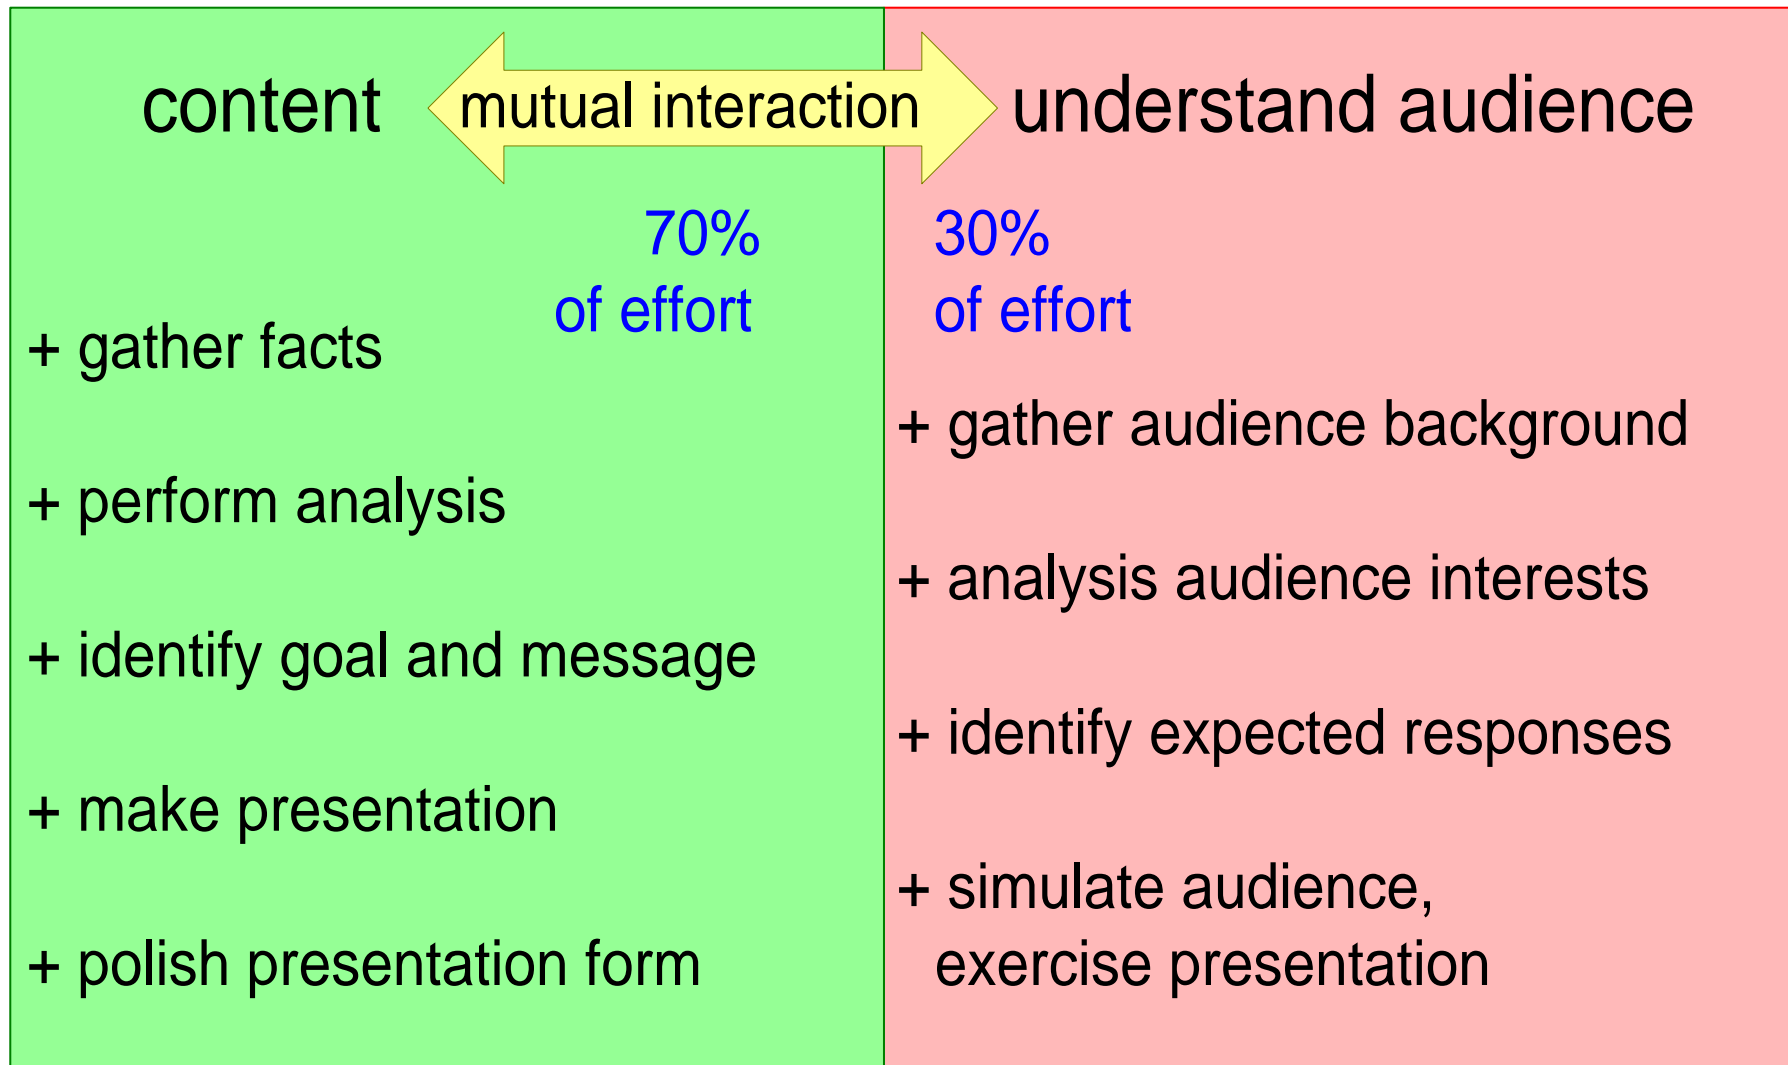 content
mutual interaction
understand audience
70%
of effort
+ gather facts
+ perform analysis
+ identify goal and message
+ make presentation
+ polish presentation form
30%
of effort
+ gather audience background
+ analysis audience interests
+ identify expected responses
+ simulate audience,
exercise presentation